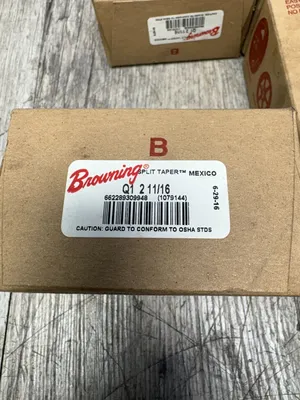 B
B
Browning
SPLIT TAPER™ MEXICO
Q1 2 11/16
662289309948 (1079144)
CAUTION: GUARD TO CONFORM TO OSHA STDS
6-29-16